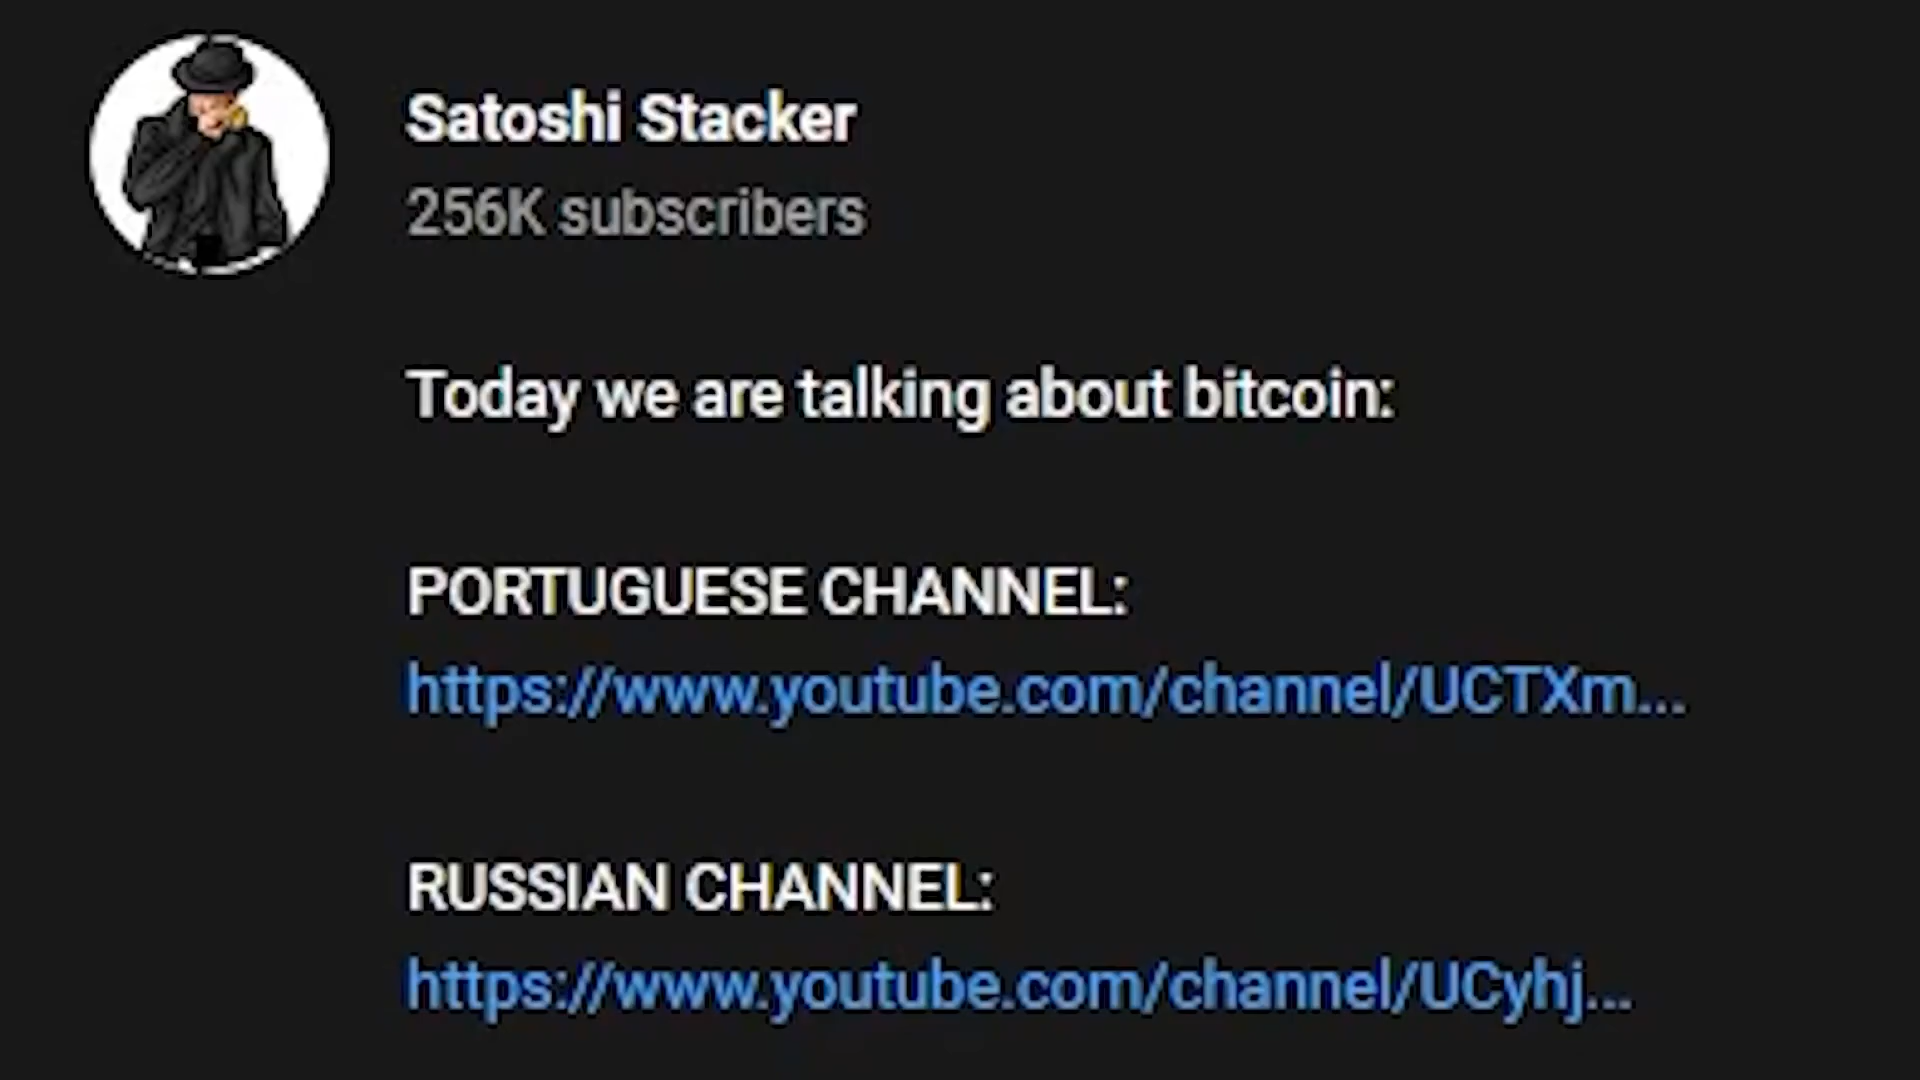 Satoshi Stacker
256K subscribers
Today we are talking about bitcoin:
PORTUGUESE CHANNEL:
https://www.youtube.com/channel/UCTXm...
RUSSIAN CHANNEL:
https://www.youtube.com/channel/UCyhj...